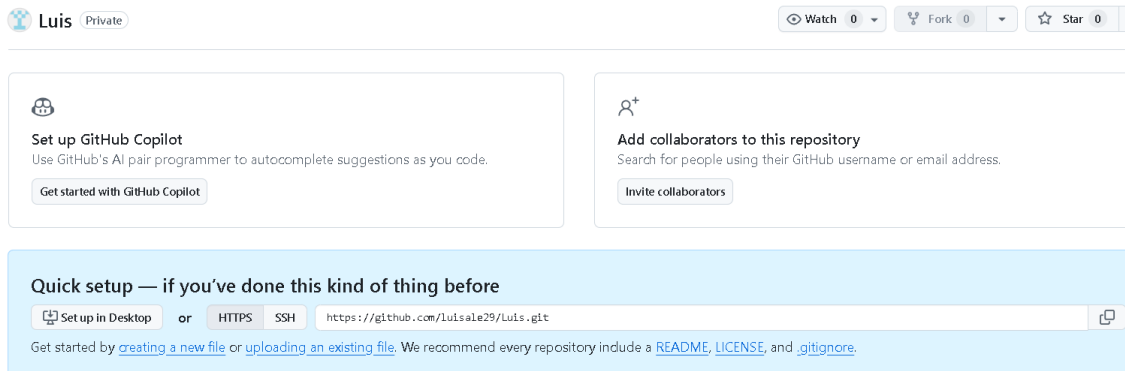 Luis Private Watch 0 Fork 0 Star 0
Set up GitHub Copilot
Use GitHub's AI pair programmer to autocomplete suggestions as you code.
Get started with GitHub Copilot
Add collaborators to this repository
Search for people using their GitHub username or email address.
Invite collaborators
Quick setup — if you've done this kind of thing before
Set up in Desktop or HTTPS SSH https://github.com/luisale29/Luis.git
Get started by creating a new file or uploading an existing file. We recommend every repository include a README, LICENSE, and .gitignore.